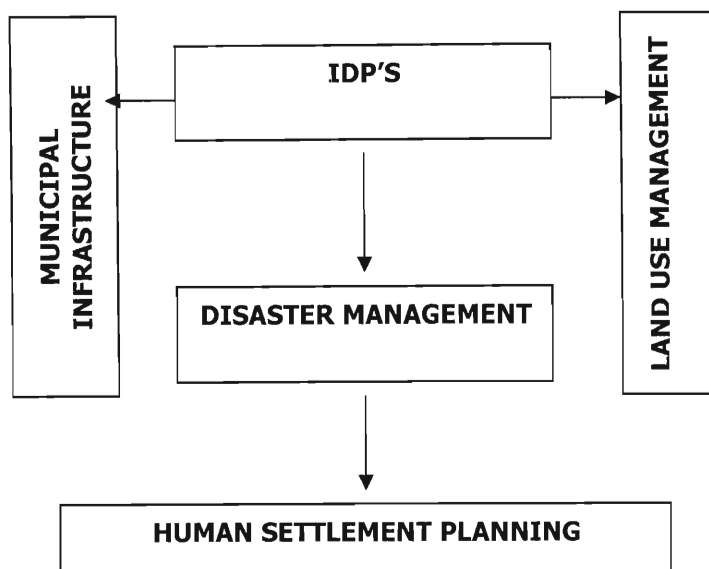 IDP'S
MUNICIPAL
INFRASTRUCTURE
LAND USE MANAGEMENT
DISASTER MANAGEMENT
HUMAN SETTLEMENT PLANNING